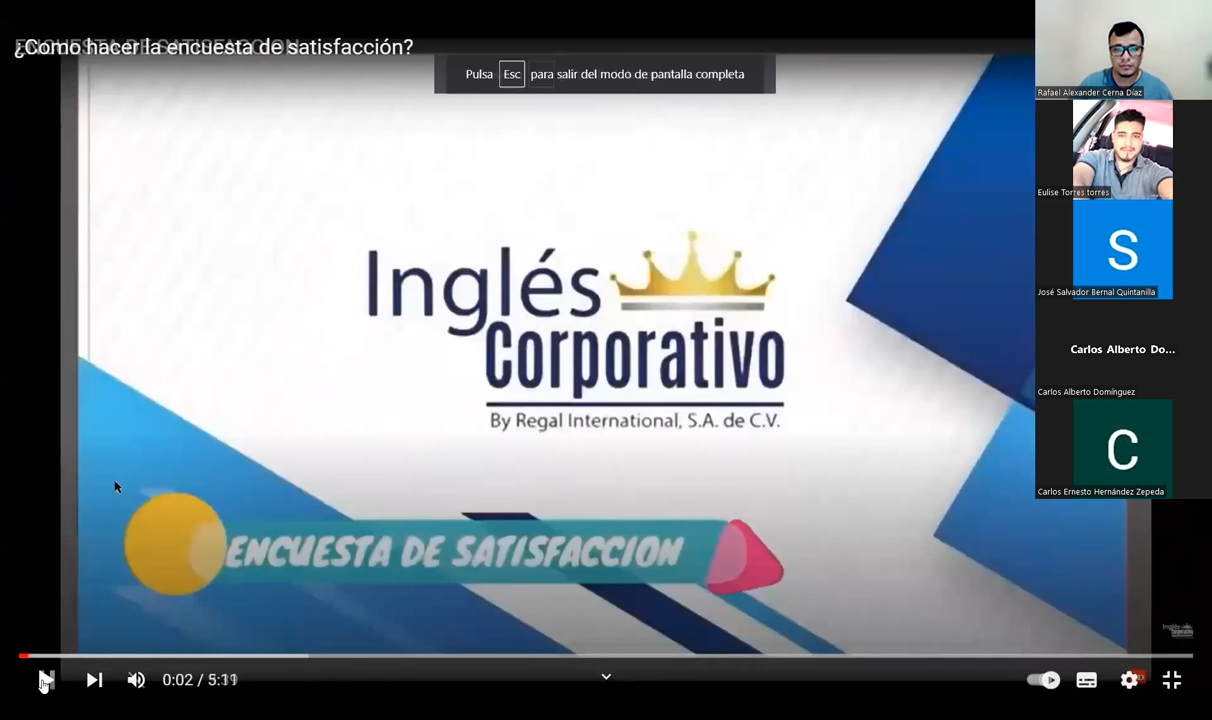 ¿Como hacer la encuesta de satisfacción?
Pulsa Esc para salir del modo de pantalla completa
Rafael Alexander Cerna Díaz
Eulise Torres torres
S
José Salvador Bernal Quintanilla
Carlos Alberto Do...
Carlos Alberto Domínguez
C
Carlos Ernesto Hernández Zepeda
Inglés
Corporativo
By Regal International, S.A. de C.V.
ENCUESTA DE SATISFACCION
Inglés
Corporativo
0:02 / 5:11